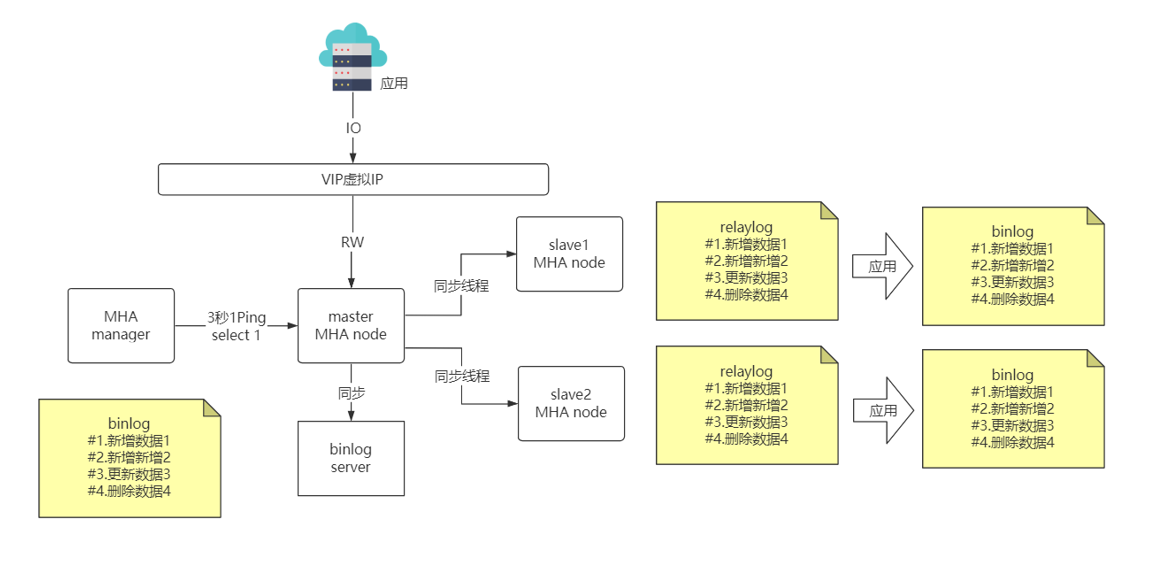 应用
IO
VIP虚拟IP
RW
slave1
MHA node
同步线程
MHA
manager
3秒1Ping
select 1
master
MHA node
同步线程
slave2
MHA node
同步
binlog
server
binlog
#1.新增数据1
#2.新增新增2
#3.更新数据3
#4.删除数据4
relaylog
#1.新增数据1
#2.新增新增2
#3.更新数据3
#4.删除数据4
应用
binlog
#1.新增数据1
#2.新增新增2
#3.更新数据3
#4.删除数据4
relaylog
#1.新增数据1
#2.新增新增2
#3.更新数据3
#4.删除数据4
应用
binlog
#1.新增数据1
#2.新增新增2
#3.更新数据3
#4.删除数据4